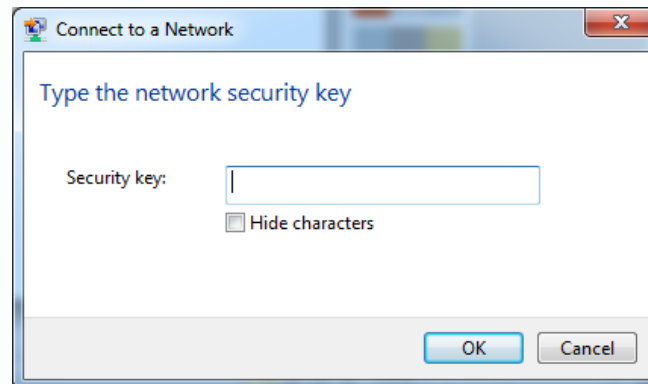 Connect to a Network
Type the network security key
Security key:
Hide characters
OK Cancel